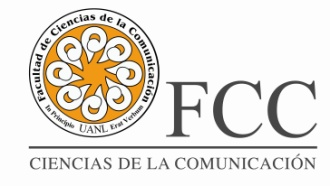 Facultad de Ciencias de la Comunicación
In Principio UANL Erat Verbum
FCC
CIENCIAS DE LA COMUNICACIÓN